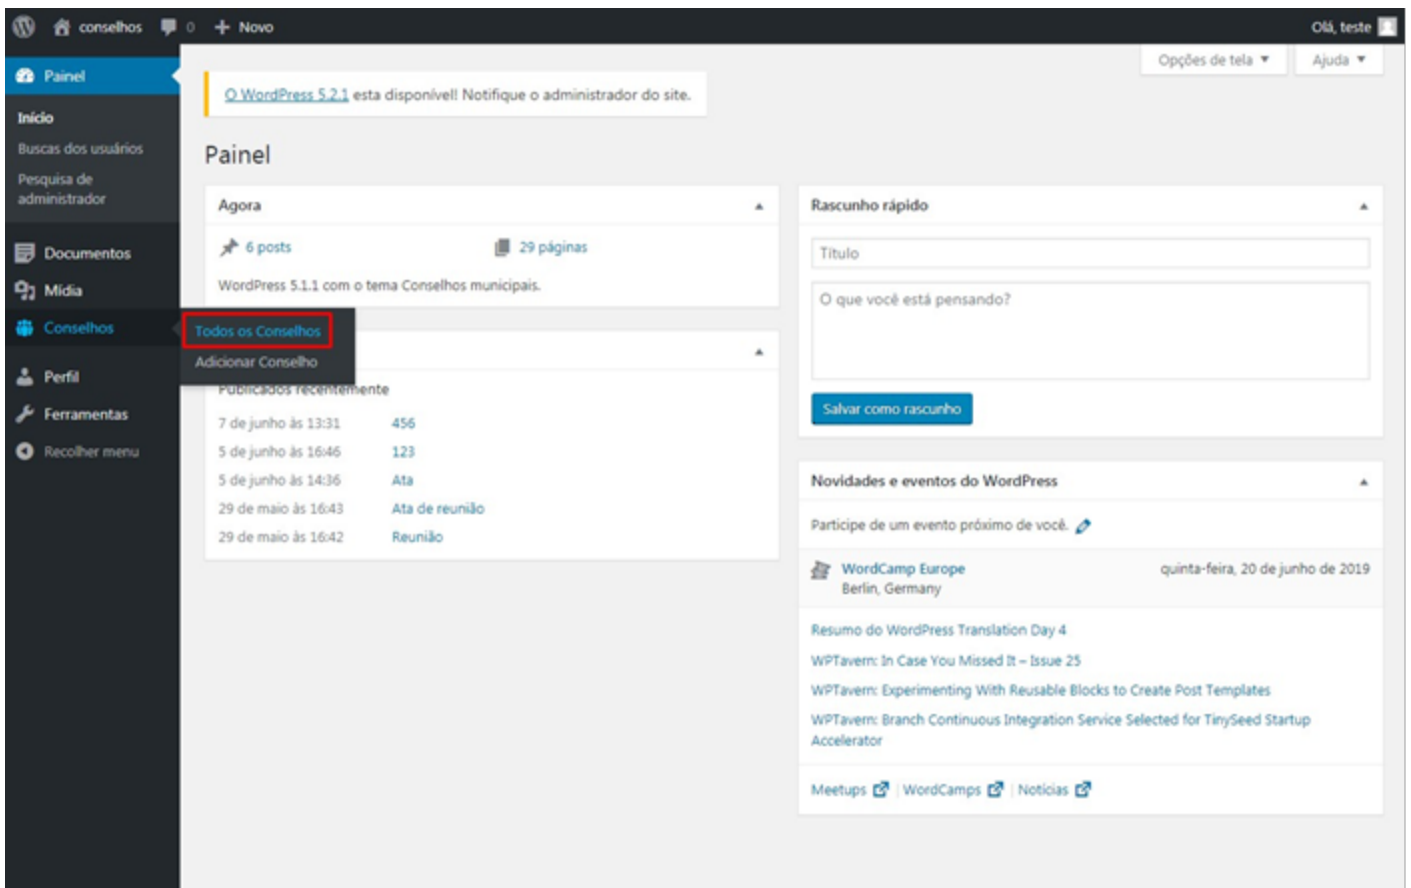 conselhos 0 + Novo
Olá, teste
Painel
Início
Buscas dos usuários
Pesquisa de
administrador
Documentos
Mídia
Conselhos
Todos os Conselhos
Adicionar Conselho
Perfil
Ferramentas
Recolher menu
Opções de tela
Ajuda
O WordPress 5.2.1 esta disponível! Notifique o administrador do site.
Painel
Agora
6 posts
29 páginas
WordPress 5.1.1 com o tema Conselhos municipais.
Publicados recentemente
7 de junho às 13:31 456
5 de junho às 16:46 123
5 de junho às 14:36 Ata
29 de maio às 16:43 Ata de reunião
29 de maio às 16:42 Reunião
Rascunho rápido
Título
O que você está pensando?
Salvar como rascunho
Novidades e eventos do WordPress
Participe de um evento próximo de você.
WordCamp Europe quinta-feira, 20 de junho de 2019
Berlin, Germany
Resumo do WordPress Translation Day 4
WPTavern: In Case You Missed It – Issue 25
WPTavern: Experimenting With Reusable Blocks to Create Post Templates
WPTavern: Branch Continuous Integration Service Selected for TinySeed Startup
Accelerator
Meetups | WordCamps | Notícias